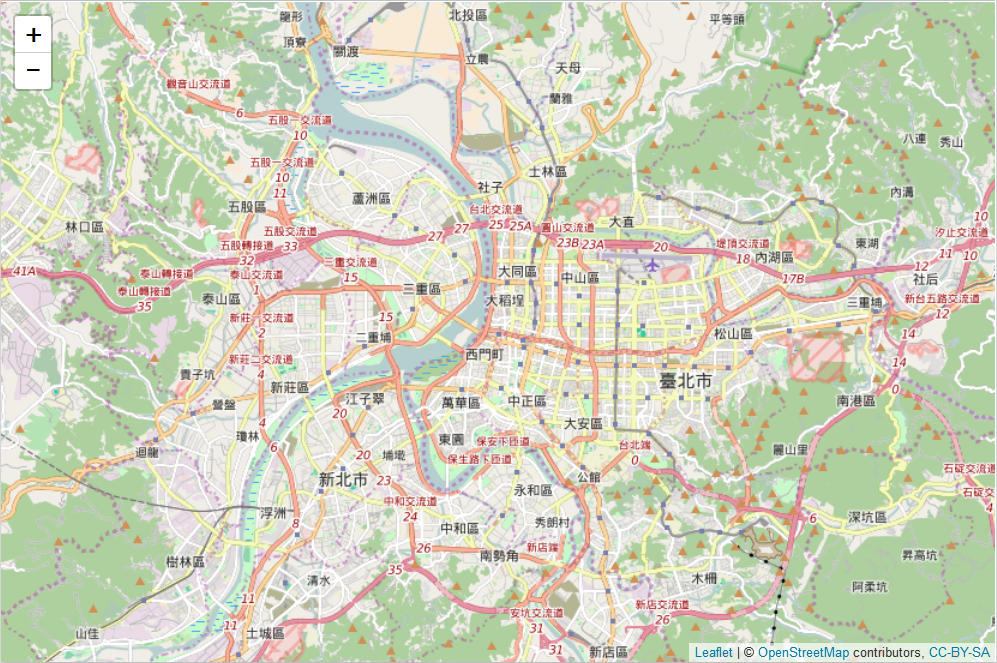 +
−
龍形
北投區
平等頭
頂寮
關渡
立農
天母
觀音山交流道
蘭雅
6
五股一交流道
10
八連
秀山
五股一交流道
10
11
士林區
社子
內溝
蘆洲區
五股區
台北交流道
25
25A
圓山交流道
大直
10
林口區
五股交流道
33
27
27
23B
23A
20
堤頂交流道
18
東湖
汐止交流道
11
10
五股轉接道
32
三重交流道
15
內湖區
41A
泰山轉接道
泰山交流道
1
大同區
中山區
17B
12
社后
泰山轉接道
35
泰山區
三重區
大稻埕
三重埔
新台五路交流道
12
新莊一交流道
2
15
二重埔
松山區
14
新莊二交流道
4
西門町
14
貴子坑
新莊區
臺北市
0
營盤
20
江子翠
萬華區
中正區
南港區
4
瓊林
6
東園
保安下匝道
大安區
台北端
0
迴龍
20
埔墘
保生路下匝道
麗山里
石碇交流道
新北市
23
公館
永和區
石碇交流道
4
中和交流道
24
浮洲
8
中和區
秀朗村
6
深坑區
26
南勢角
新店端
昇高坑
樹林區
35
清水
木柵
阿柔坑
11
新店交流道
26
安坑交流道
31
11
山佳
土城區
31
新店區
Leaflet | © OpenStreetMap contributors, CC-BY-SA